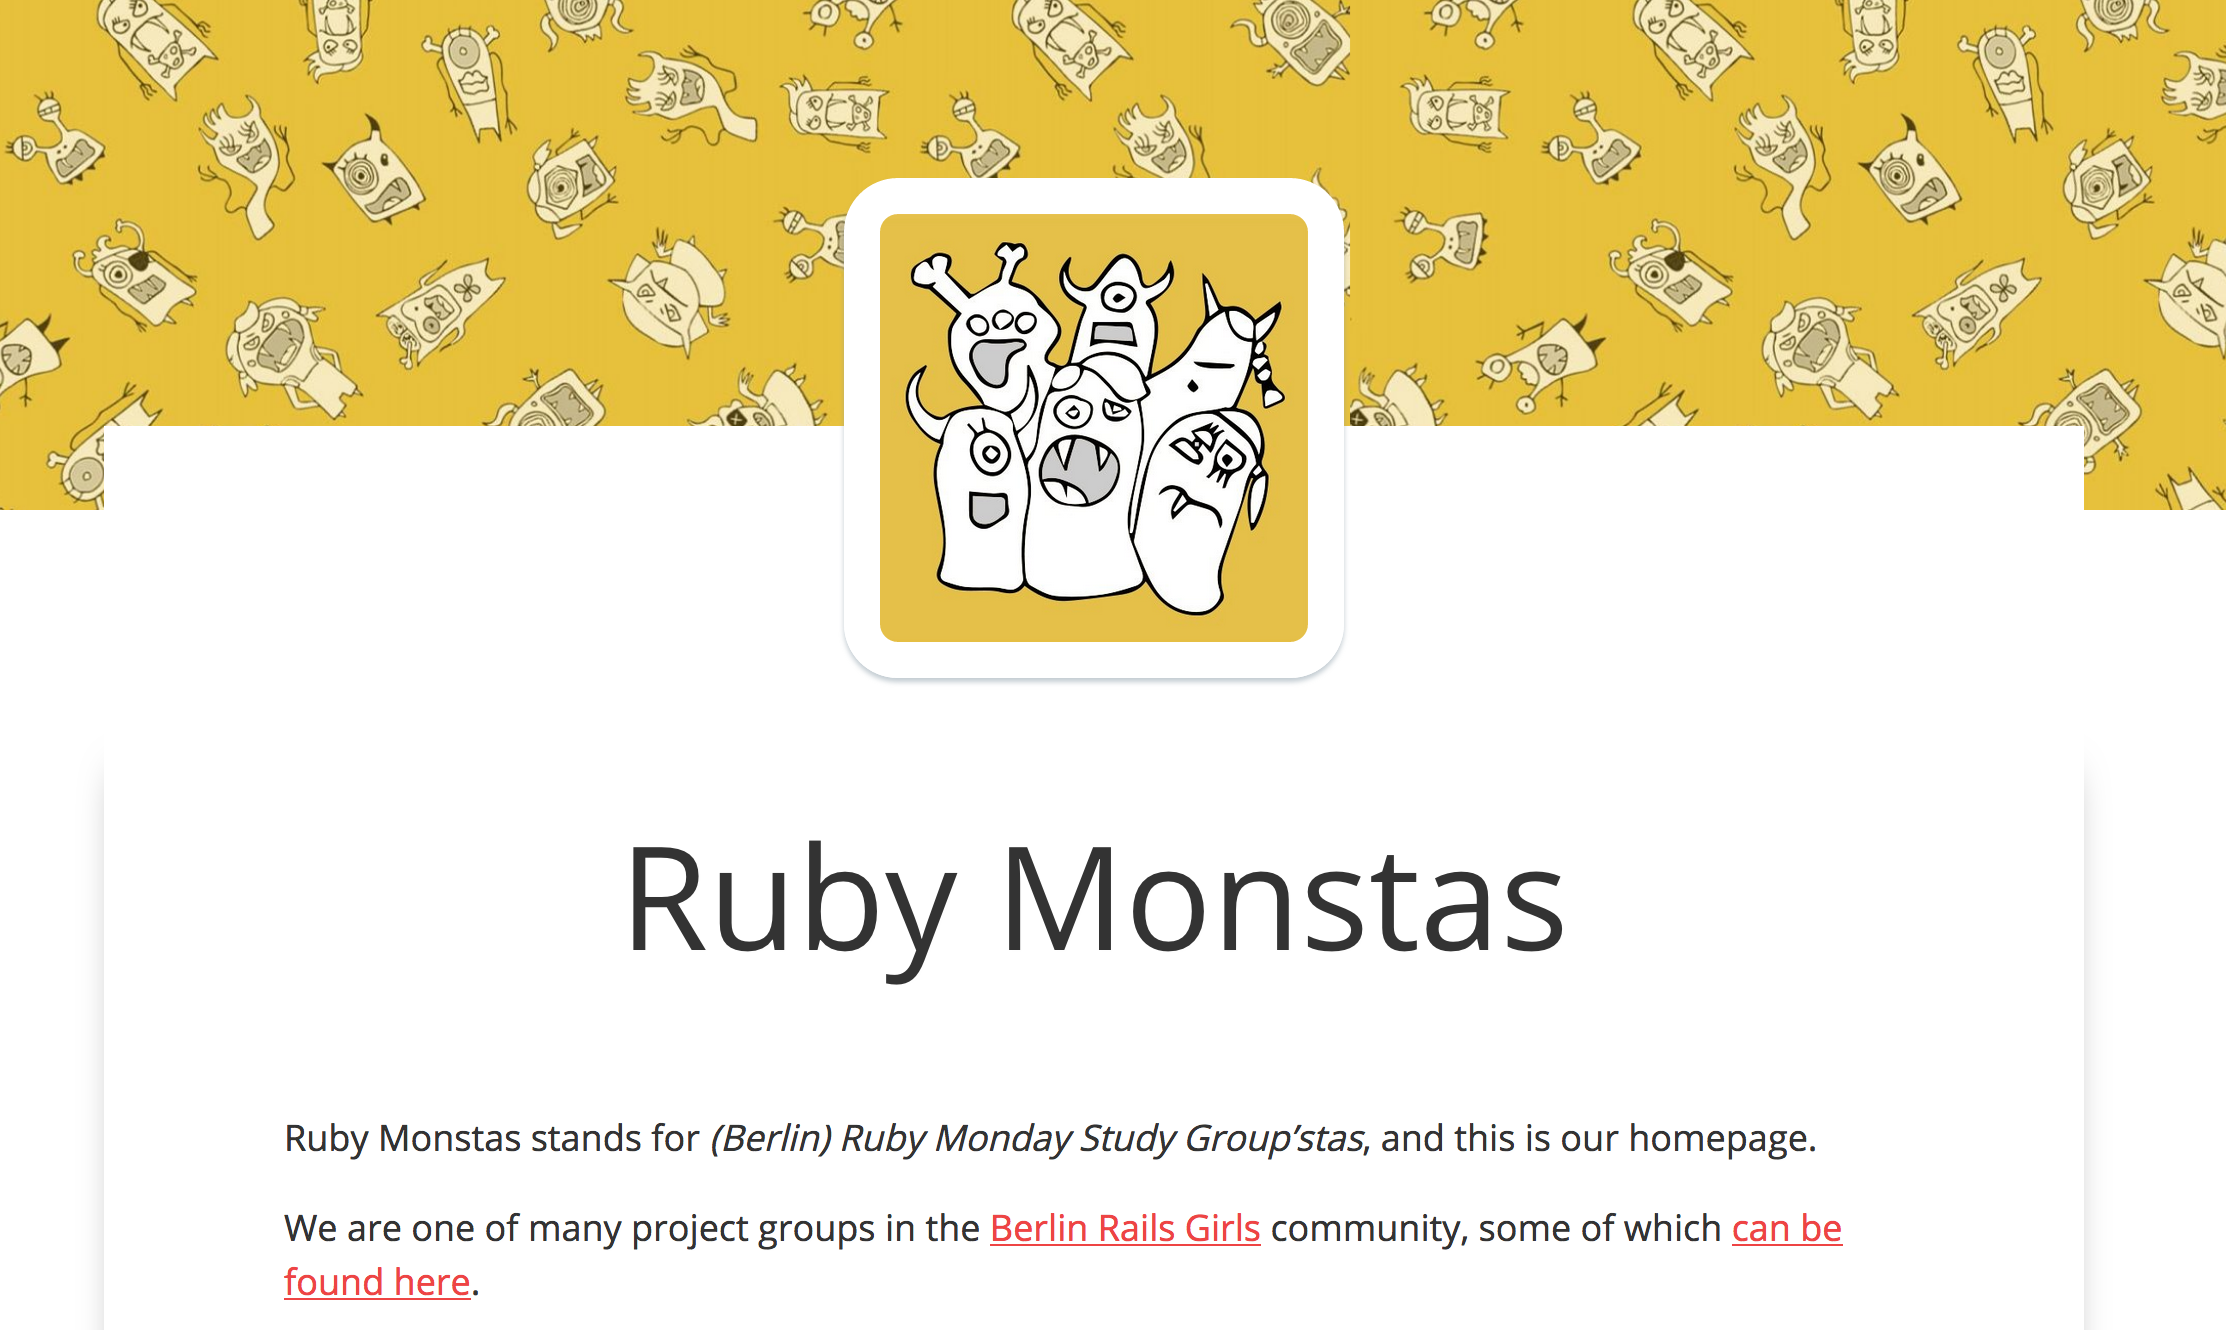 Ruby Monstas
Ruby Monstas stands for (Berlin) Ruby Monday Study Group’stas, and this is our homepage.
We are one of many project groups in the Berlin Rails Girls community, some of which can be
found here.